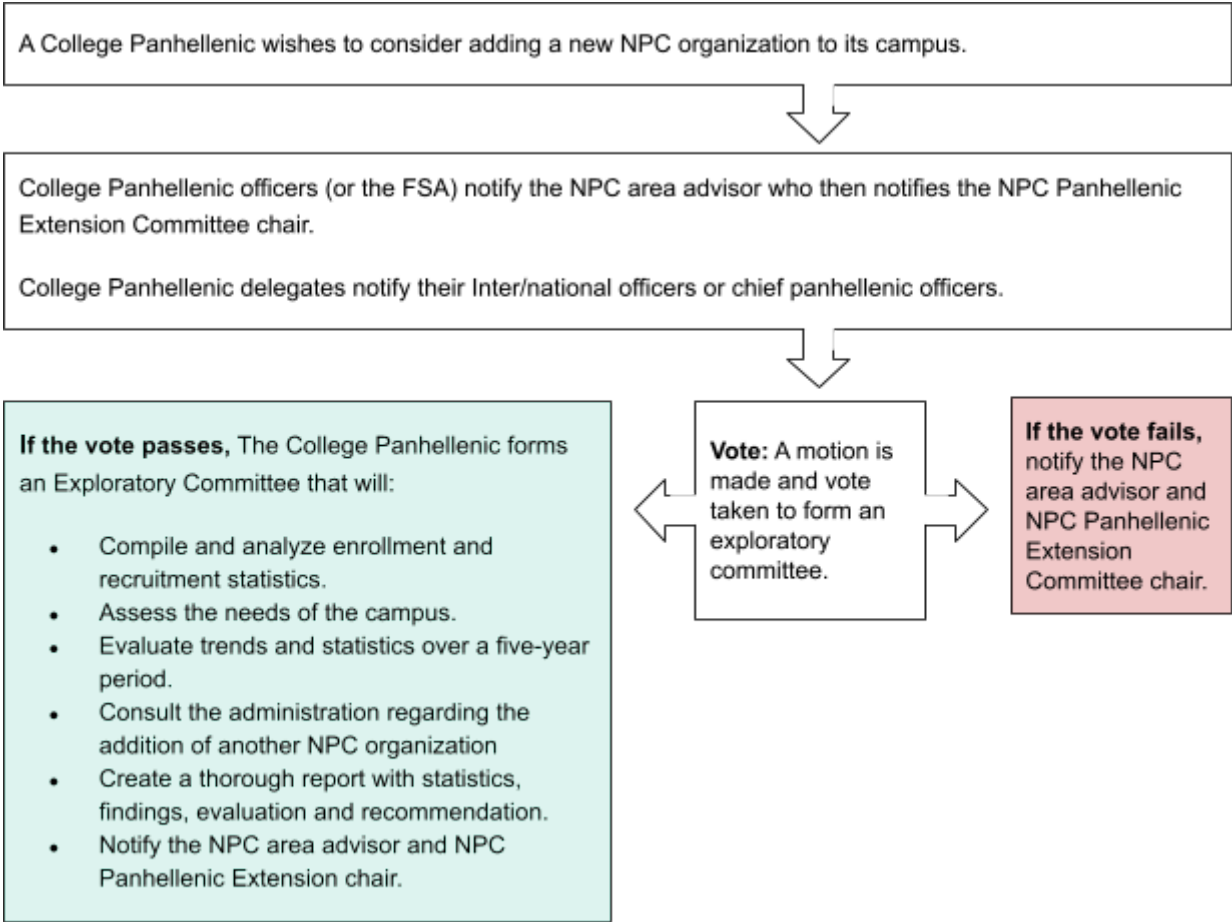 A College Panhellenic wishes to consider adding a new NPC organization to its campus.
College Panhellenic officers (or the FSA) notify the NPC area advisor who then notifies the NPC Panhellenic
Extension Committee chair.
College Panhellenic delegates notify their Inter/national officers or chief panhellenic officers.
If the vote passes, The College Panhellenic forms
an Exploratory Committee that will:
• Compile and analyze enrollment and
recruitment statistics.
• Assess the needs of the campus.
• Evaluate trends and statistics over a five-year
period.
• Consult the administration regarding the
addition of another NPC organization
• Create a thorough report with statistics,
findings, evaluation and recommendation.
• Notify the NPC area advisor and NPC
Panhellenic Extension chair.
Vote: A motion is
made and vote
taken to form an
exploratory
committee.
If the vote fails,
notify the NPC
area advisor and
NPC Panhellenic
Extension
Committee chair.